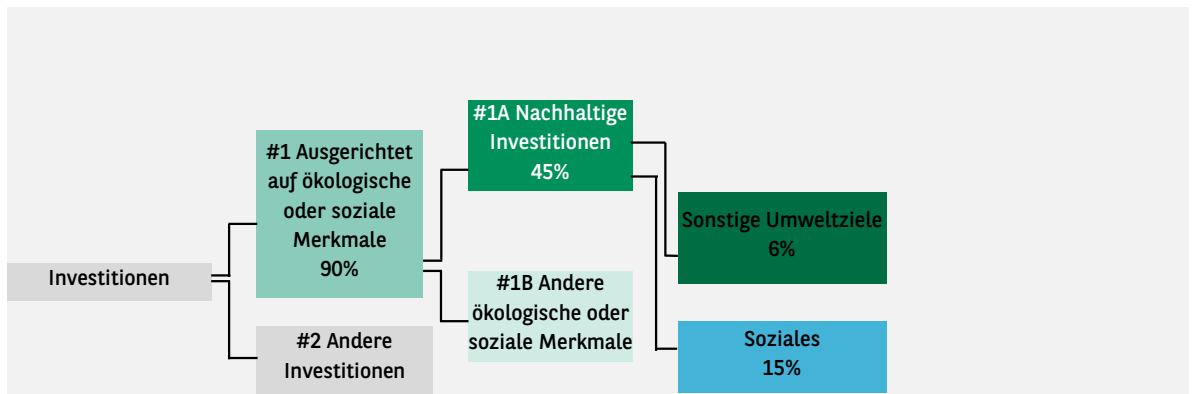 Investitionen
#1 Ausgerichtet
auf ökologische
oder soziale
Merkmale
90%
#2 Andere
Investitionen
#1A Nachhaltige
Investitionen
45%
#1B Andere
ökologische oder
soziale Merkmale
Sonstige Umweltziele
6%
Soziales
15%